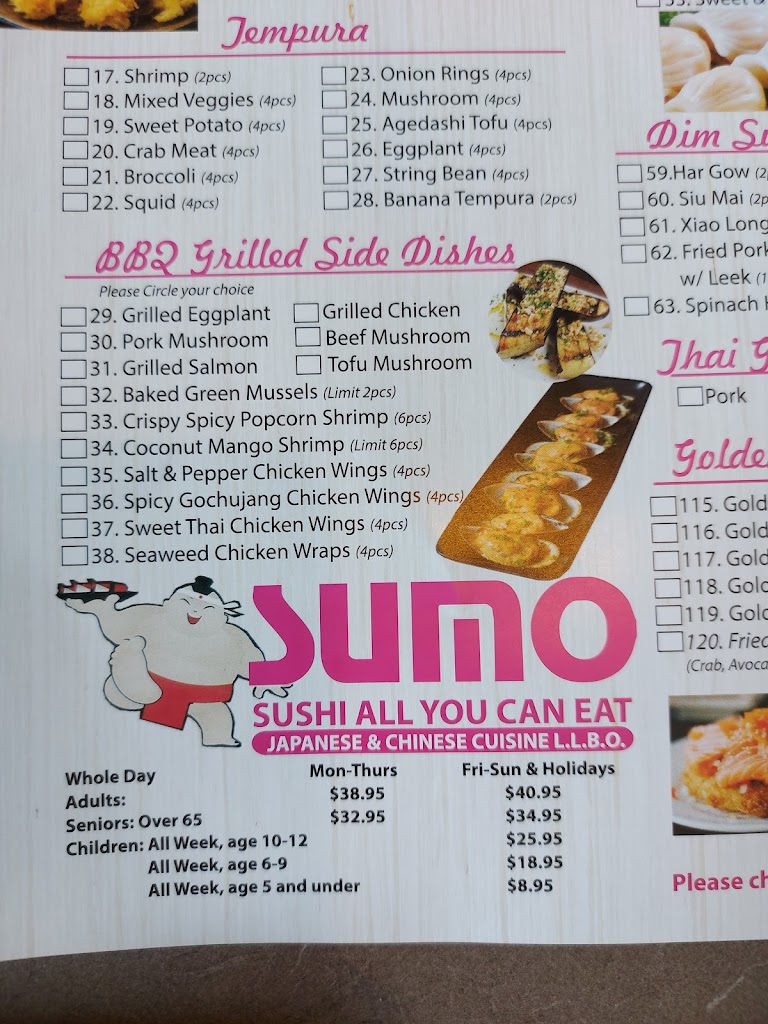 Tempura
17. Shrimp (2pcs)
18. Mixed Veggies (4pcs)
19. Sweet Potato (4pcs)
20. Crab Meat (4pcs)
21. Broccoli (4pcs)
22. Squid (4pcs)
23. Onion Rings (4pcs)
24. Mushroom (4pcs)
25. Agedashi Tofu (4pcs)
26. Eggplant (4pcs)
27. String Bean (4pcs)
28. Banana Tempura (2pcs)
BBQ Grilled Side Dishes
Please Circle your choice
29. Grilled Eggplant
30. Pork Mushroom
31. Grilled Salmon
Grilled Chicken
Beef Mushroom
Tofu Mushroom
32. Baked Green Mussels (Limit 2pcs)
33. Crispy Spicy Popcorn Shrimp (6pcs)
34. Coconut Mango Shrimp (Limit 6pcs)
35. Salt & Pepper Chicken Wings (4pcs)
36. Spicy Gochujang Chicken Wings (4pcs)
37. Sweet Thai Chicken Wings (4pcs)
38. Seaweed Chicken Wraps (4pcs)
SUMO
SUSHI ALL YOU CAN EAT
JAPANESE & CHINESE CUISINE L.L.B.O.
Whole Day Mon-Thurs Fri-Sun & Holidays
Adults: $38.95 $40.95
Seniors: Over 65 $32.95 $34.95
Children: All Week, age 10-12 $25.95
All Week, age 6-9 $18.95
All Week, age 5 and under $8.95
Dim
59.Har Gow
60. Siu Mai
61. Xiao Long
62. Fried Pork
w/ Leek
63. Spinach
Thai
Pork
115. Gold
116. Gold
117. Gold
118. Gold
119. Gold
120. Fried
(Crab, Avoca
Please